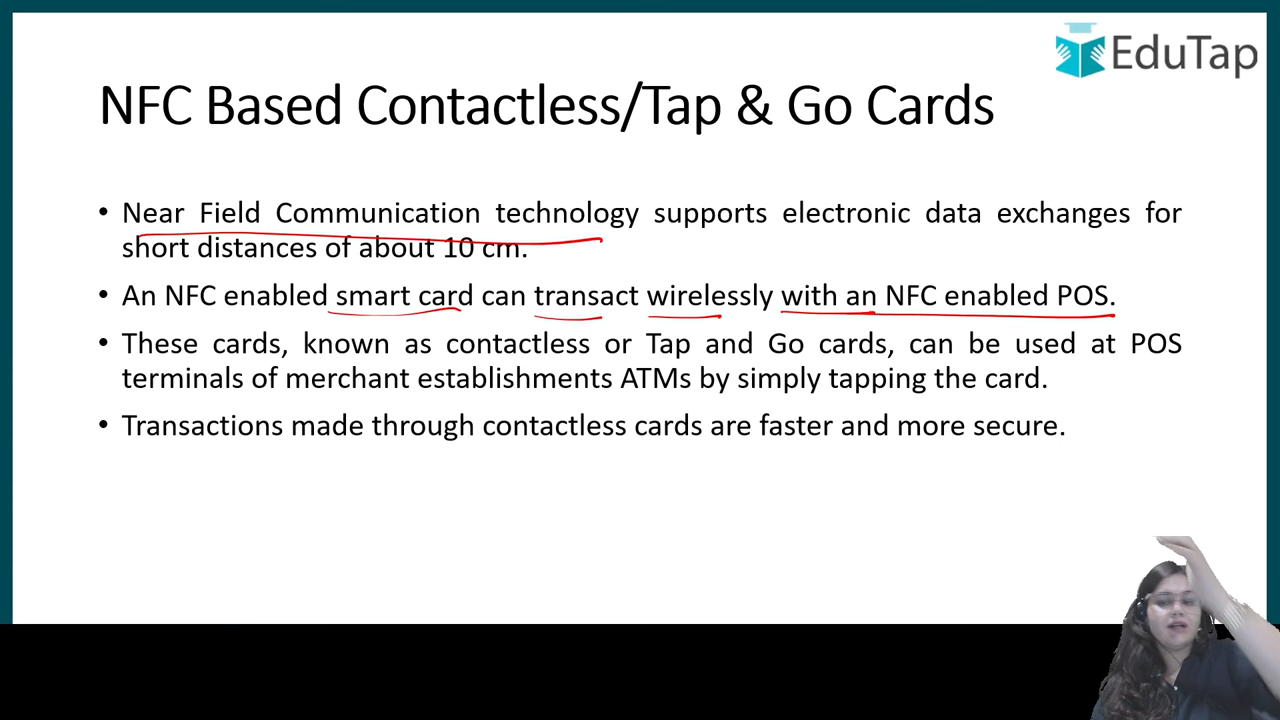 EduTap
NFC Based Contactless/Tap & Go Cards
• Near Field Communication technology supports electronic data exchanges for
short distances of about 10 cm.
• An NFC enabled smart card can transact wirelessly with an NFC enabled POS.
• These cards, known as contactless or Tap and Go cards, can be used at POS
terminals of merchant establishments ATMs by simply tapping the card.
• Transactions made through contactless cards are faster and more secure.